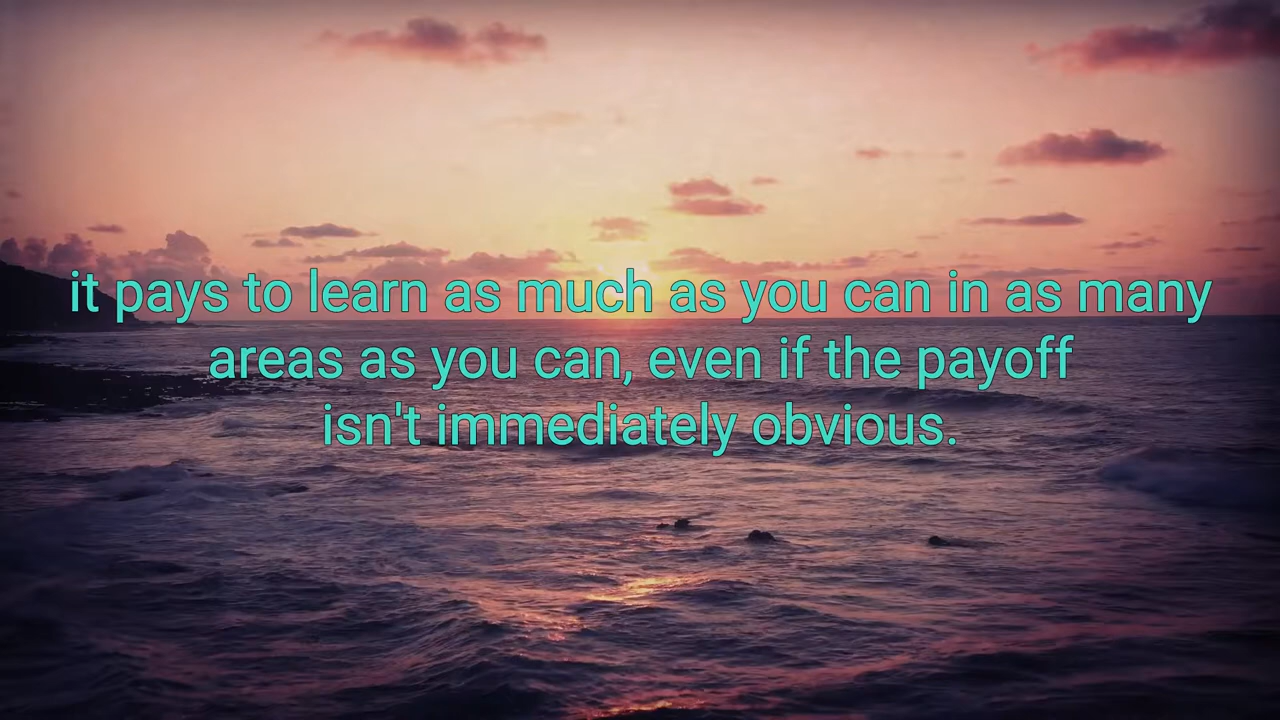 it pays to learn as much as you can in as many
areas as you can, even if the payoff
isn't immediately obvious.